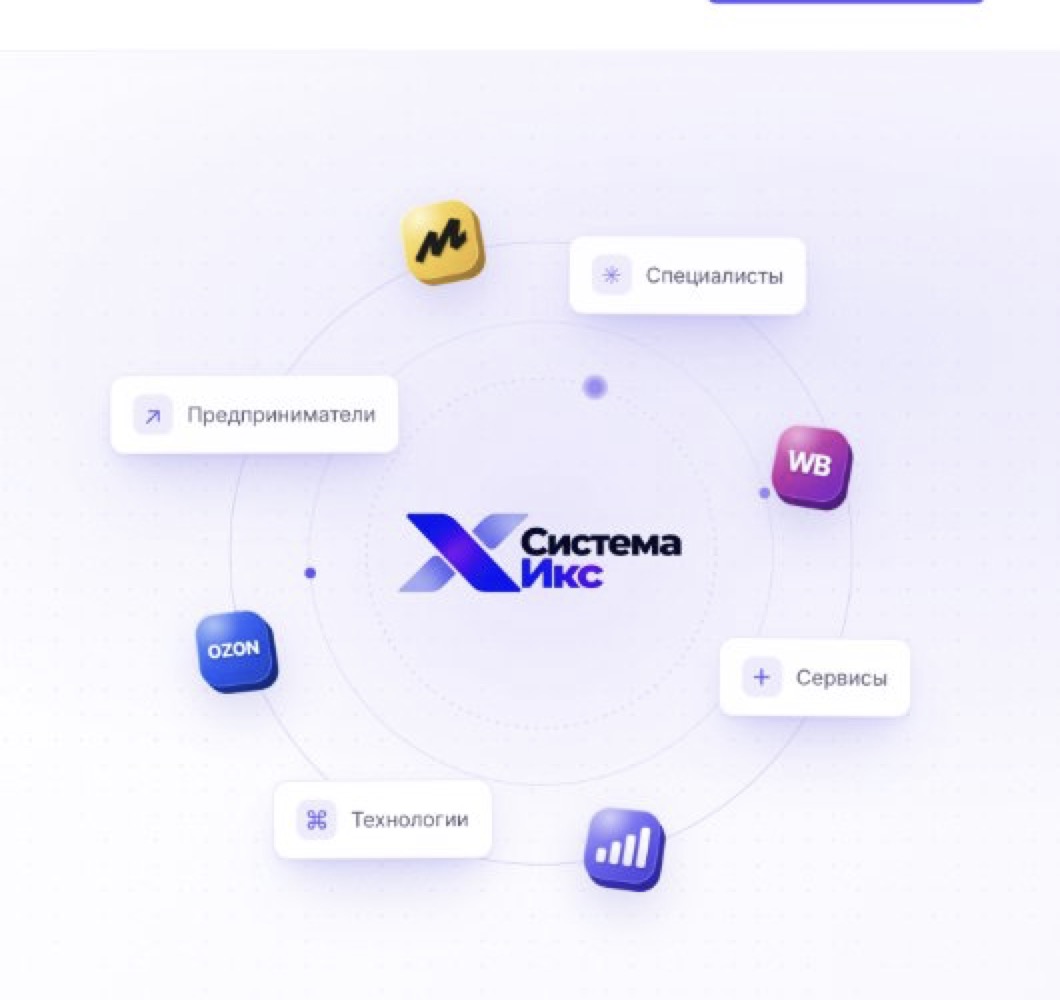 Специалисты
Предприниматели
WB
Система
Икс
OZON
Сервисы
Технологии